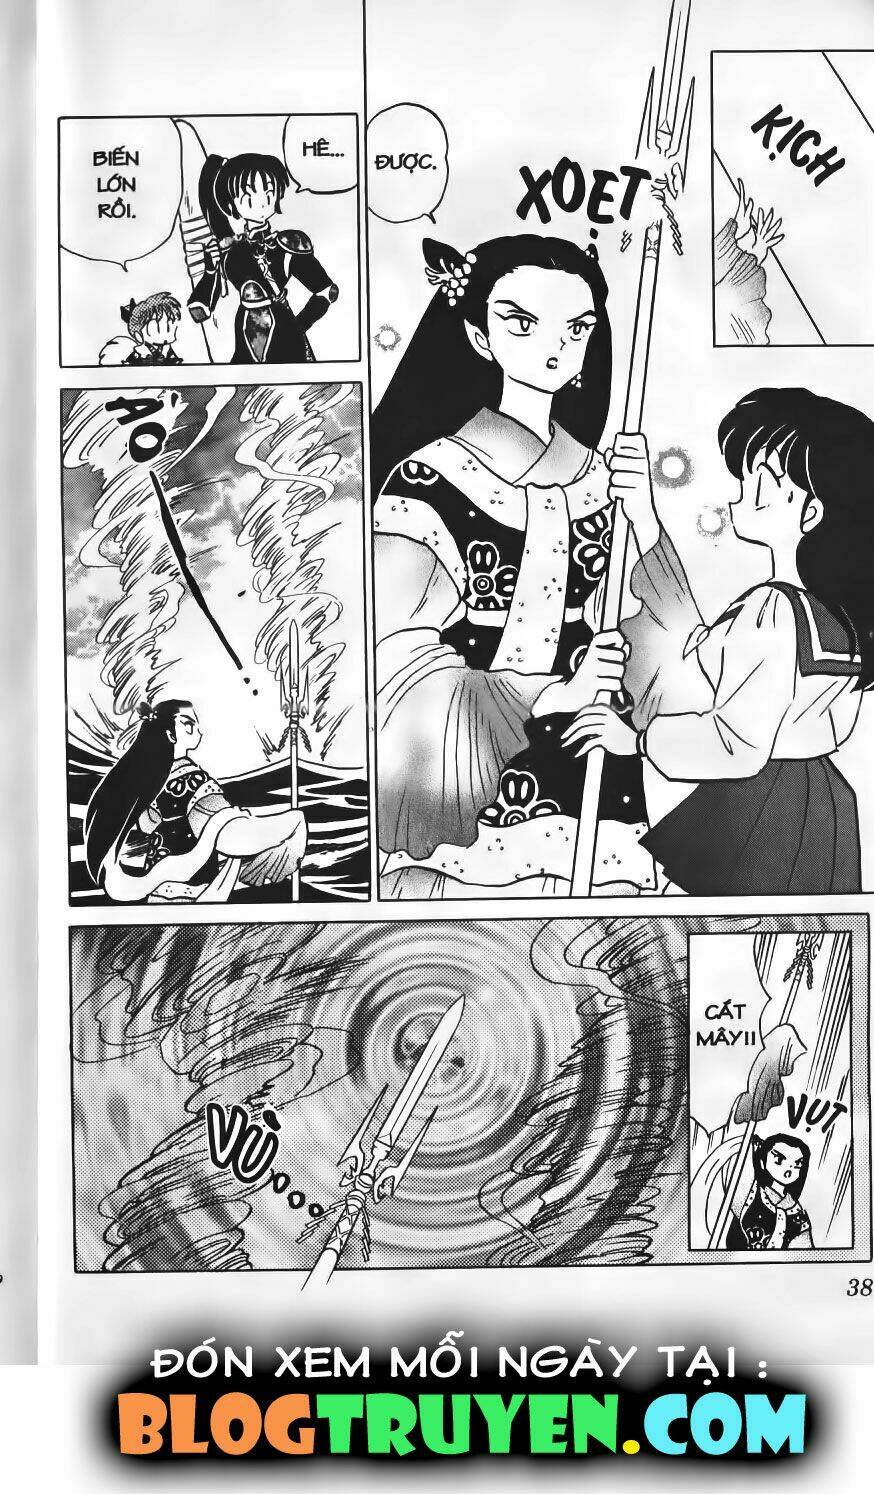 KỊCH
XOẸT
ĐƯỢC.
HÊ...
BIẾN
LỚN
RỒI.
ÀO
CÁT
MÂY!!
VỤT
VÙ...
38
ĐÓN XEM MỖI NGÀY TẠI :
BLOGTRUYEN.COM